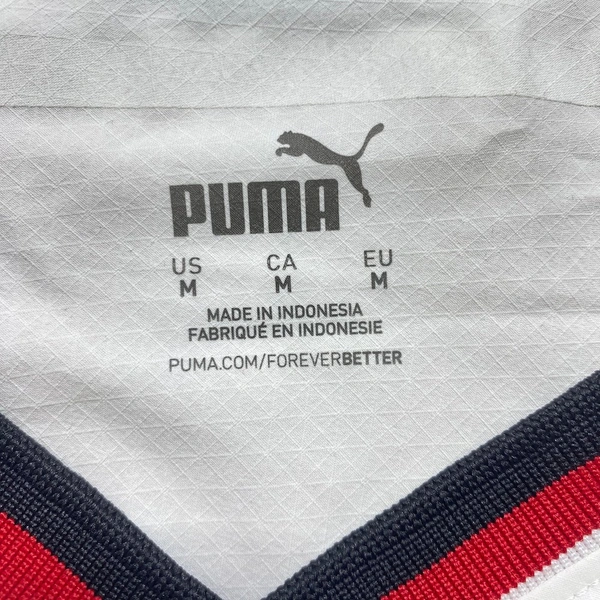 PUMA
US CA EU
M M M
MADE IN INDONESIA
FABRIQUÉ EN INDONESIE
PUMA.COM/FOREVERBETTER